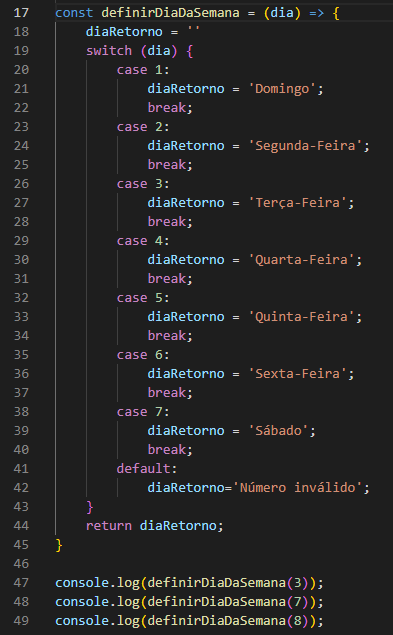 17 const definirDiaDaSemana = (dia) => {
18     diaRetorno = ''
19     switch (dia) {
20         case 1:
21             diaRetorno = 'Domingo';
22             break;
23         case 2:
24             diaRetorno = 'Segunda-Feira';
25             break;
26         case 3:
27             diaRetorno = 'Terça-Feira';
28             break;
29         case 4:
30             diaRetorno = 'Quarta-Feira';
31             break;
32         case 5:
33             diaRetorno = 'Quinta-Feira';
34             break;
35         case 6:
36             diaRetorno = 'Sexta-Feira';
37             break;
38         case 7:
39             diaRetorno = 'Sábado';
40             break;
41         default:
42             diaRetorno='Número inválido';
43     }
44     return diaRetorno;
45 }
46
47 console.log(definirDiaDaSemana(3));
48 console.log(definirDiaDaSemana(7));
49 console.log(definirDiaDaSemana(8));